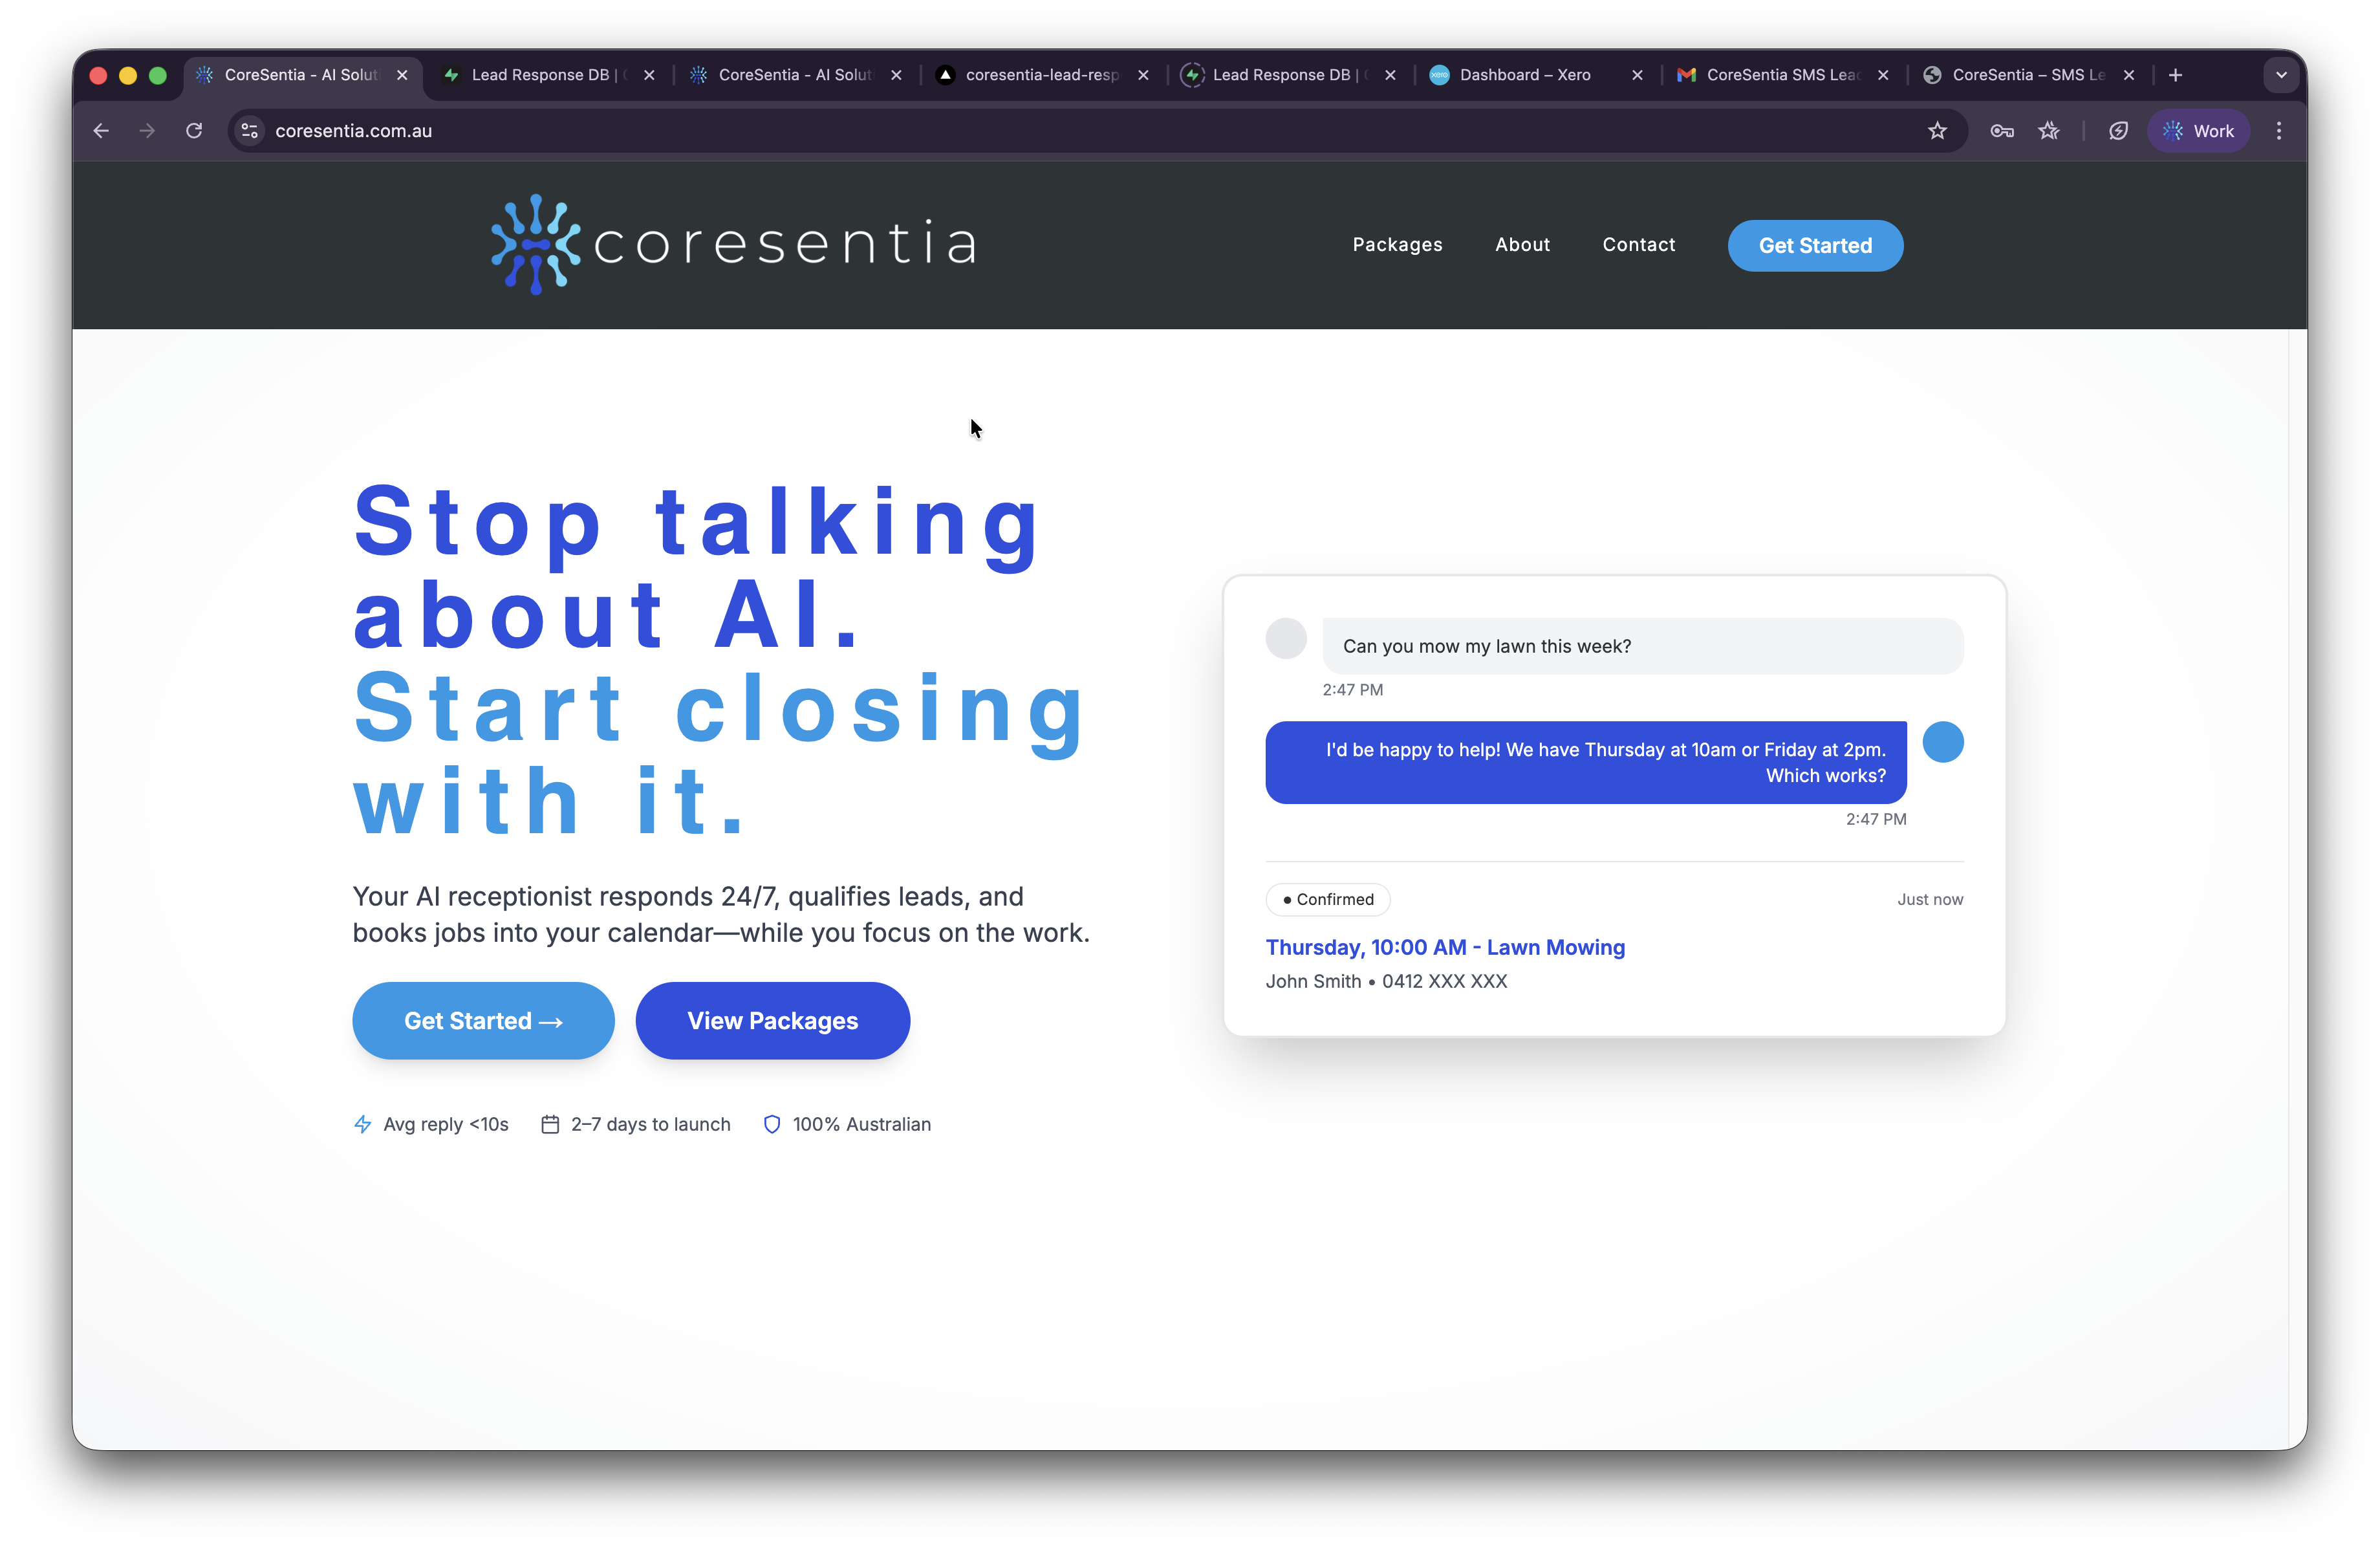 CoreSentia - AI Solut
Lead Response DB |
CoreSentia - AI Solut
coresentia-lead-resp
Lead Response DB |
Dashboard – Xero
CoreSentia SMS Lea
CoreSentia – SMS Le
coresentia.com.au
Work
coresentia
Packages
About
Contact
Get Started
Stop talking
about AI.
Start closing
with it.
Your AI receptionist responds 24/7, qualifies leads, and
books jobs into your calendar—while you focus on the work.
Get Started →
View Packages
Avg reply <10s
2–7 days to launch
100% Australian
Can you mow my lawn this week?
2:47 PM
I'd be happy to help! We have Thursday at 10am or Friday at 2pm.
Which works?
2:47 PM
• Confirmed
Just now
Thursday, 10:00 AM - Lawn Mowing
John Smith • 0412 XXX XXX